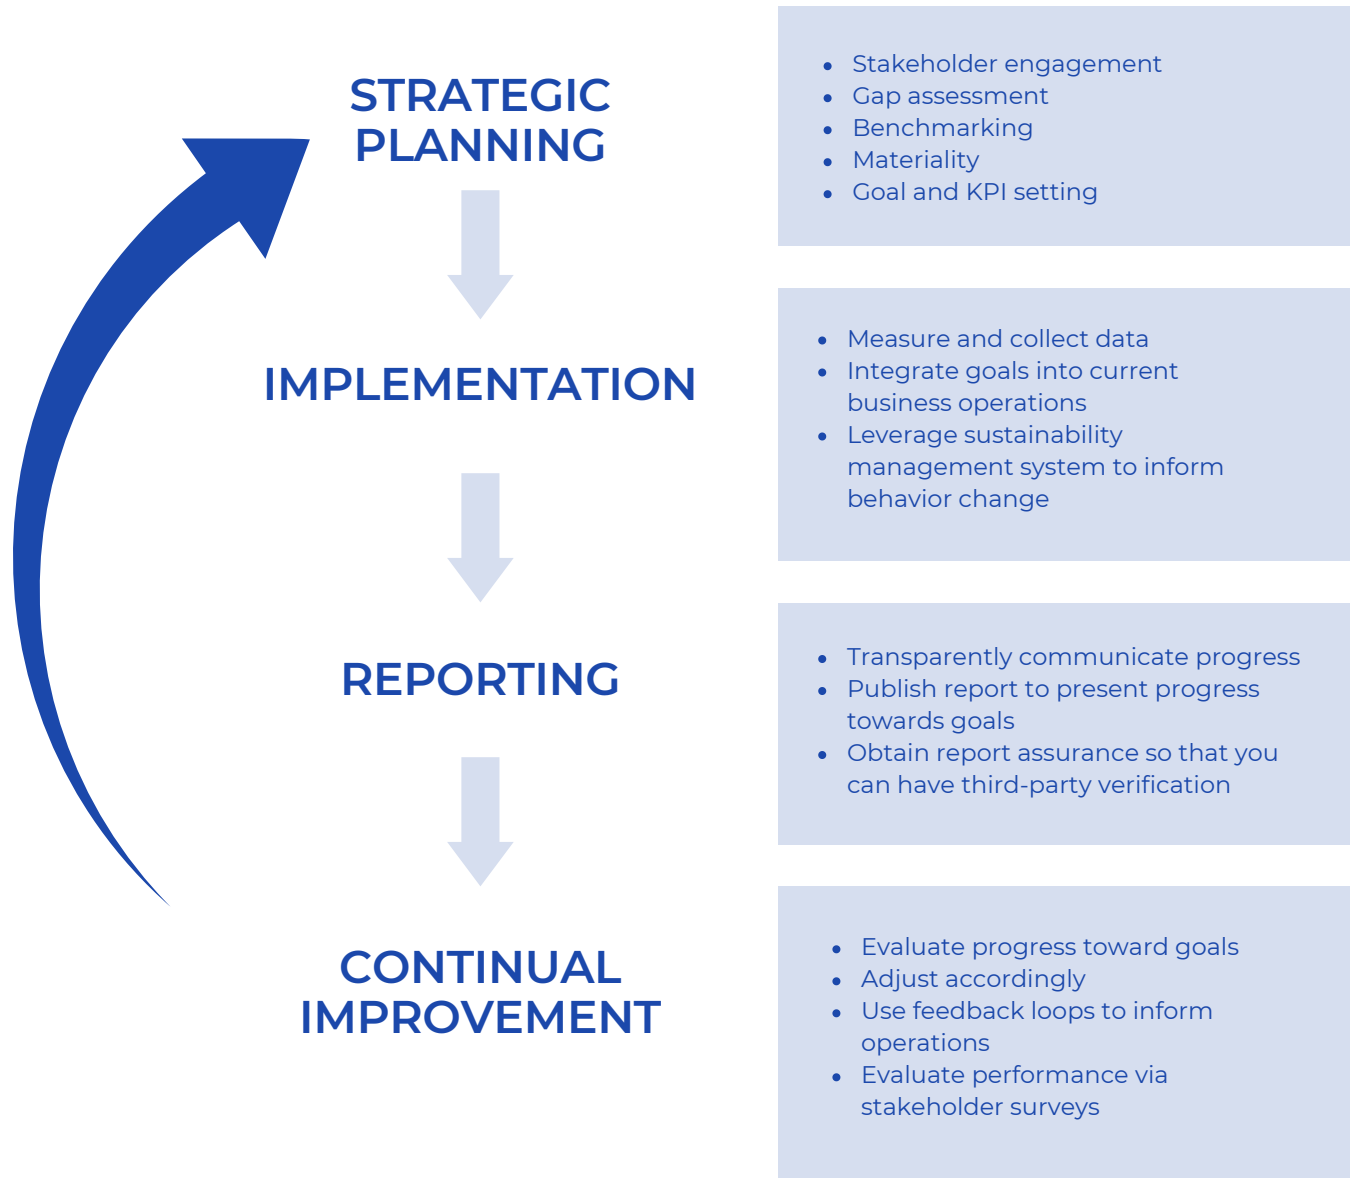 STRATEGIC
PLANNING
• Stakeholder engagement
• Gap assessment
• Benchmarking
• Materiality
• Goal and KPI setting
IMPLEMENTATION
• Measure and collect data
• Integrate goals into current
business operations
• Leverage sustainability
management system to inform
behavior change
REPORTING
• Transparently communicate progress
• Publish report to present progress
towards goals
• Obtain report assurance so that you
can have third-party verification
CONTINUAL
IMPROVEMENT
• Evaluate progress toward goals
• Adjust accordingly
• Use feedback loops to inform
operations
• Evaluate performance via
stakeholder surveys